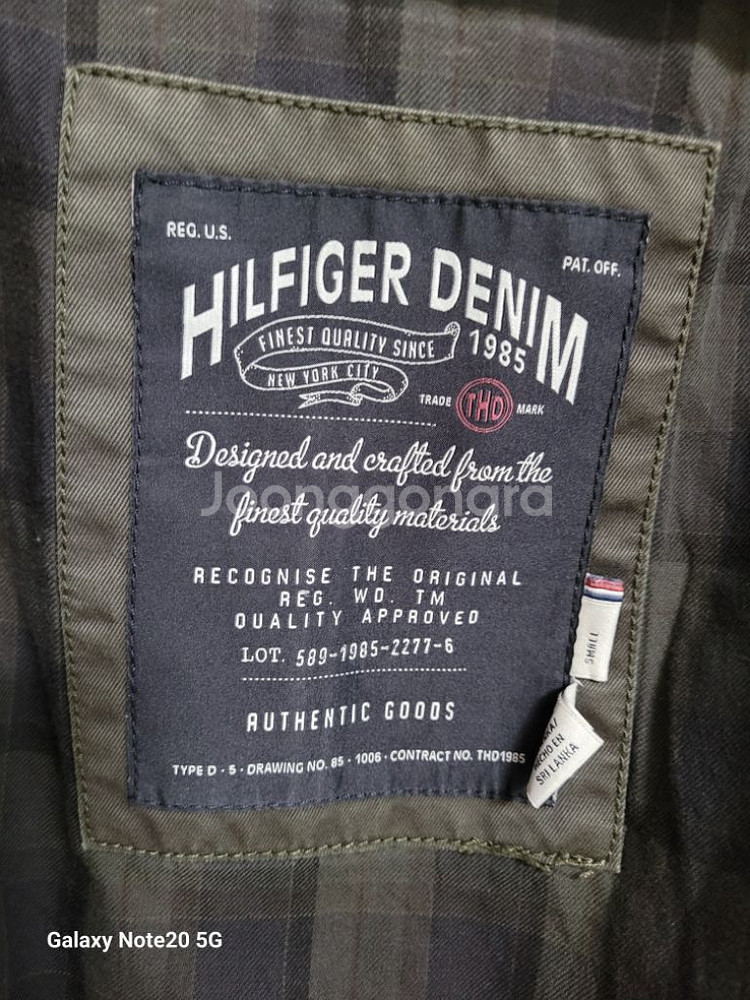 REG. U.S.
PAT. OFF.
HILFIGER DENIM
FINEST QUALITY SINCE 1985
NEW YORK CITY
TRADE THD MARK
Designed and crafted from the
Joonggonara
finest quality materials
RECOGNISE THE ORIGINAL
REG. WD. TM
QUALITY APPROVED
LOT. 589-1985-2277-6
SMALL
AUTHENTIC GOODS
EN
SRI LANKA
TYPE D - 5 · DRAWING NO. 85 - 1006 · CONTRACT NO. THD1985
Galaxy Note20 5G